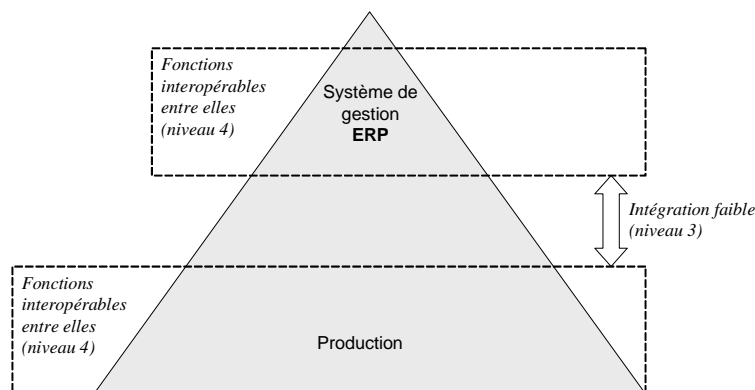 Fonctions
interopérables
entre elles
(niveau 4)
Système de
gestion
ERP
Intégration faible
(niveau 3)
Fonctions
interopérables
entre elles
(niveau 4)
Production